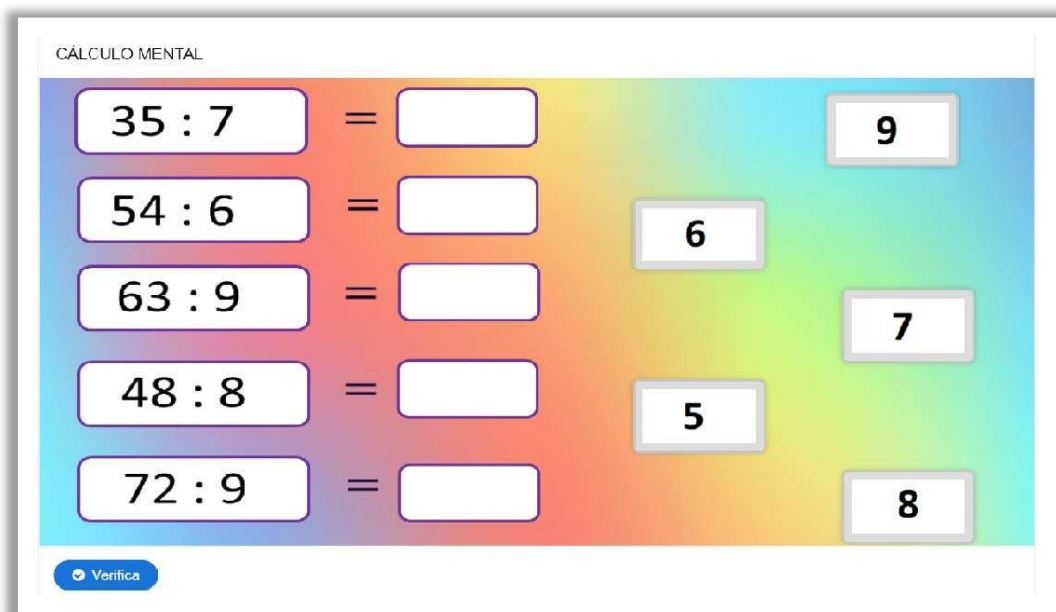 CÁLCULO MENTAL
35 : 7 =
9
54 : 6 =
6
63 : 9 =
7
48 : 8 =
5
72 : 9 =
8
Verifica